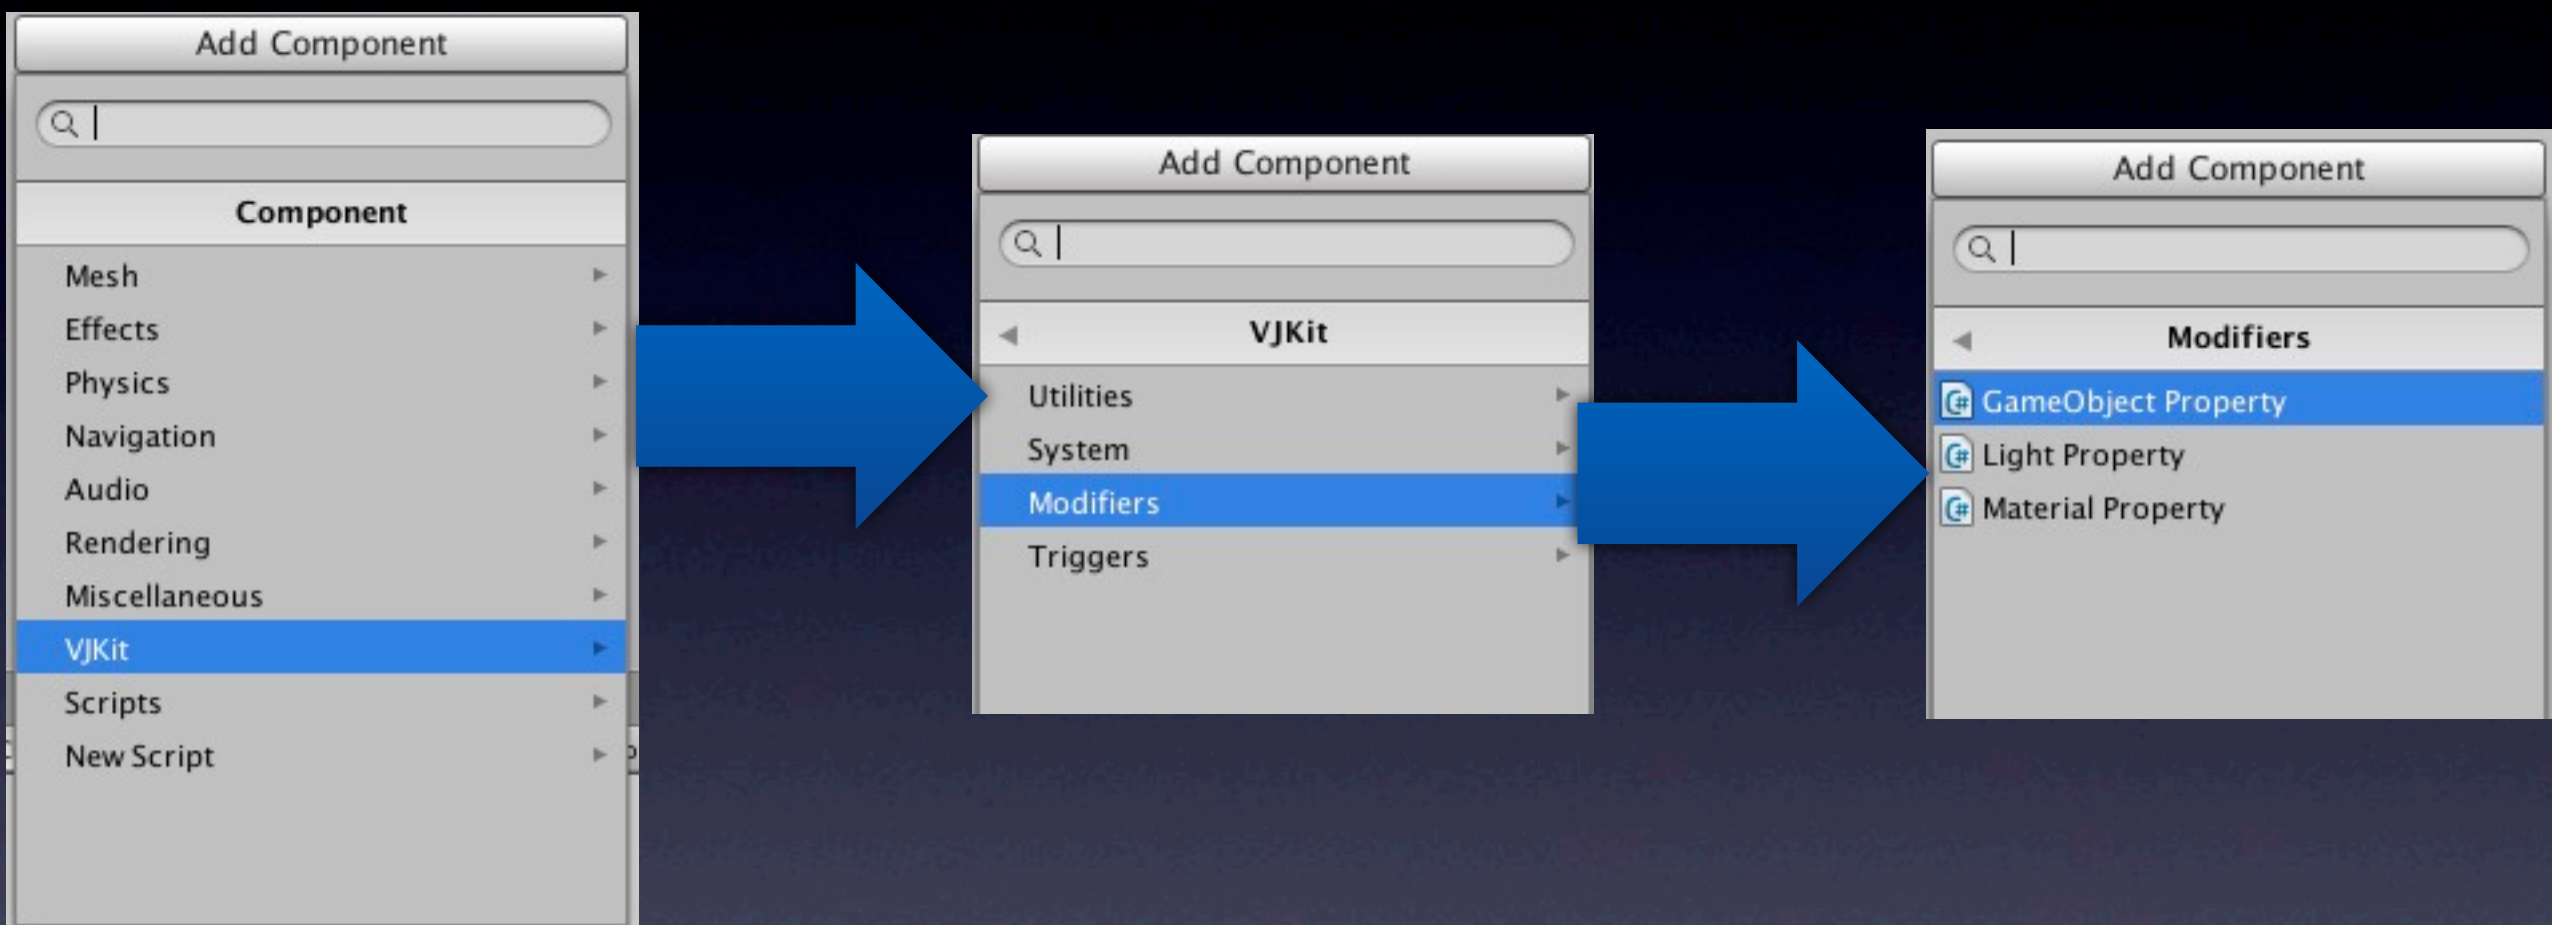 Add Component
Component
Mesh
Effects
Physics
Navigation
Audio
Rendering
Miscellaneous
VJKit
Scripts
New Script
Add Component
VJKit
Utilities
System
Modifiers
Triggers
Add Component
Modifiers
GameObject Property
Light Property
Material Property